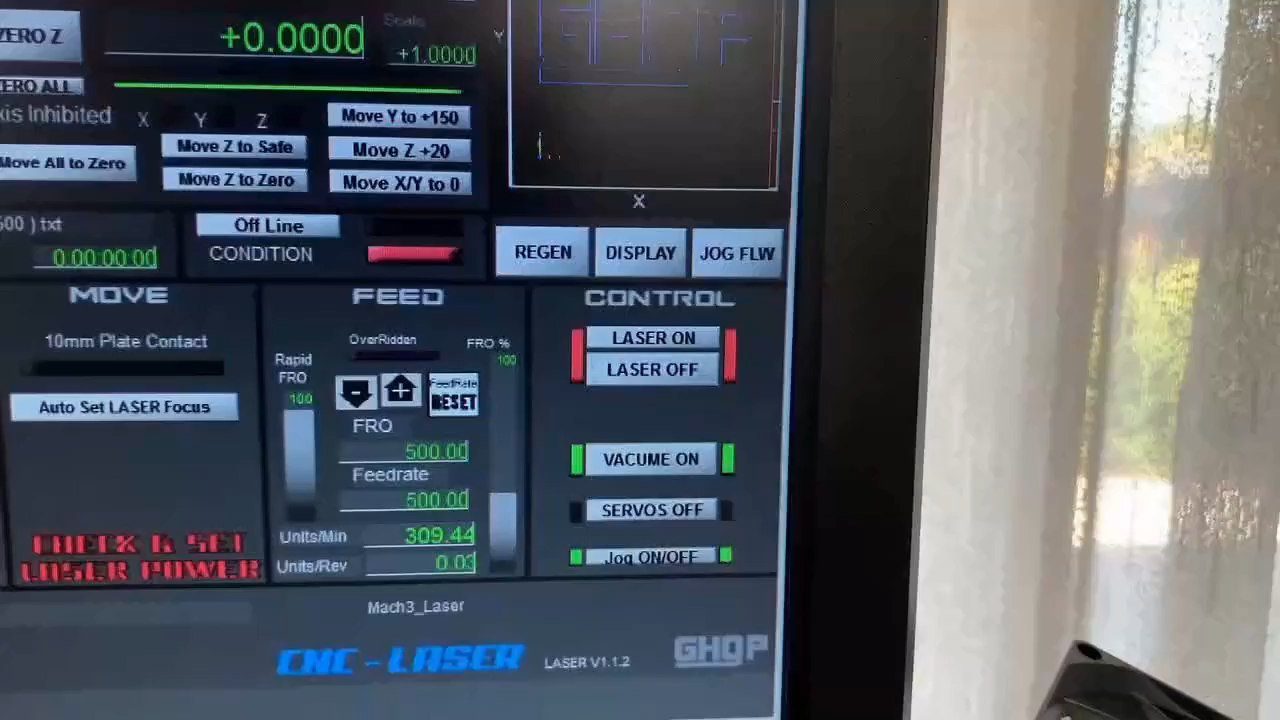 ZERO Z
+0.0000
Scale
+1.0000
Y
ZERO ALL
xis Inhibited
X
Y
Z
Move Y to +150
Move Z to Safe
Move Z +20
Move All to Zero
Move Z to Zero
Move X/Y to 0
X
) txt
Off Line
0:00:00.00
CONDITION
REGEN
DISPLAY
JOG FLW
MOVE
FEED
CONTROL
10mm Plate Contact
OverRidden
FRO %
100
Rapid
FRO
100
FeedRate
RESET
LASER ON
LASER OFF
Auto Set LASER Focus
FRO
500.00
Feedrate
500.00
VACUME ON
SERVOS OFF
CHECK & SET
LASER POWER
Units/Min
309.44
Units/Rev
0.03
Jog ON/OFF
Mach3_Laser
CNC - LASER
LASER V1.1.2
GHOP